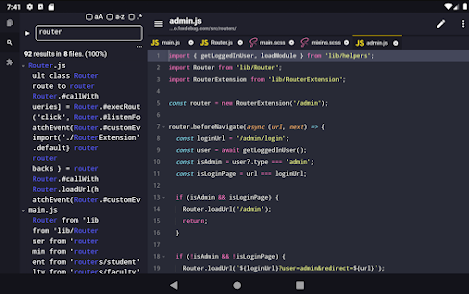 7:41
aA a-z .*
router
92 results in 8 files. (100%)
Router.js
ult class Router
route to router
Router.#callWith
ueries] = Router.#execRout
('click', Router.#listenFo
atchEvent(Router.#customEv
import('./RouterExtension'
.default} router
router
backs } = router
Router.#callWith
Router.loadUrl(h
atchEvent(Router.#customEv
main.js
Router from 'lib
from 'lib/Router
ser from 'router
min from 'router
ent from 'routers/student'
lty from 'routers/faculty'
admin.js
main.js
Router.js
main.scss
mixins.scss
admin.js
1 import { getLoggedInUser, loadModule } from 'lib/helpers';
2 import Router from 'lib/Router';
3 import RouterExtension from 'lib/RouterExtension';
4
5 const router = new RouterExtension('/admin');
6
7 router.beforeNavigate(async (url, next) => {
8 const loginUrl = '/admin/login';
9 const user = await getLoggedInUser();
10 const isAdmin = user?.type === 'admin';
11 const isLoginPage = url === loginUrl;
12
13 if (isAdmin && isLoginPage) {
14 Router.loadUrl('/admin');
15 return;
16 }
17
18 if (!isAdmin && !isLoginPage) {
19 Router.loadUrl(`${loginUrl}?user=admin&redirect=${url}`);